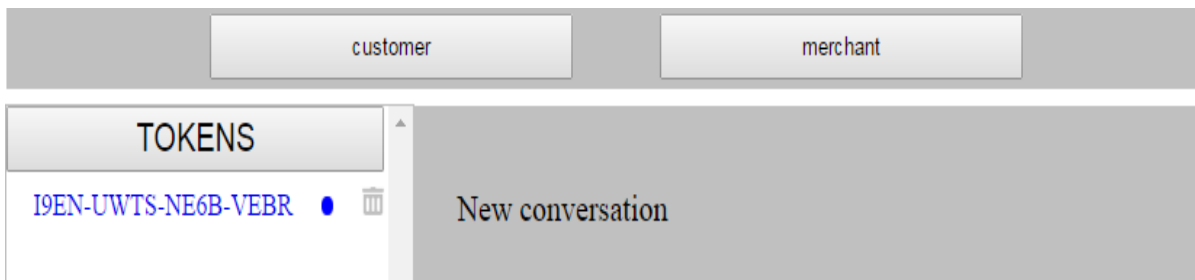 customer
merchant
TOKENS
I9EN-UWTS-NE6B-VEBR
New conversation